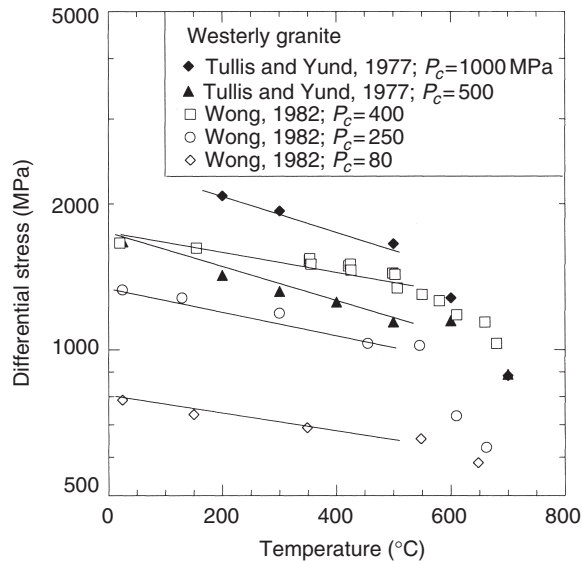 5000
2000
1000
500
Differential stress (MPa)
Westerly granite
Tullis and Yund, 1977; Pc=1000 MPa
Tullis and Yund, 1977; Pc=500
Wong, 1982; Pc=400
Wong, 1982; Pc=250
Wong, 1982; Pc=80
0 200 400 600 800
Temperature (°C)